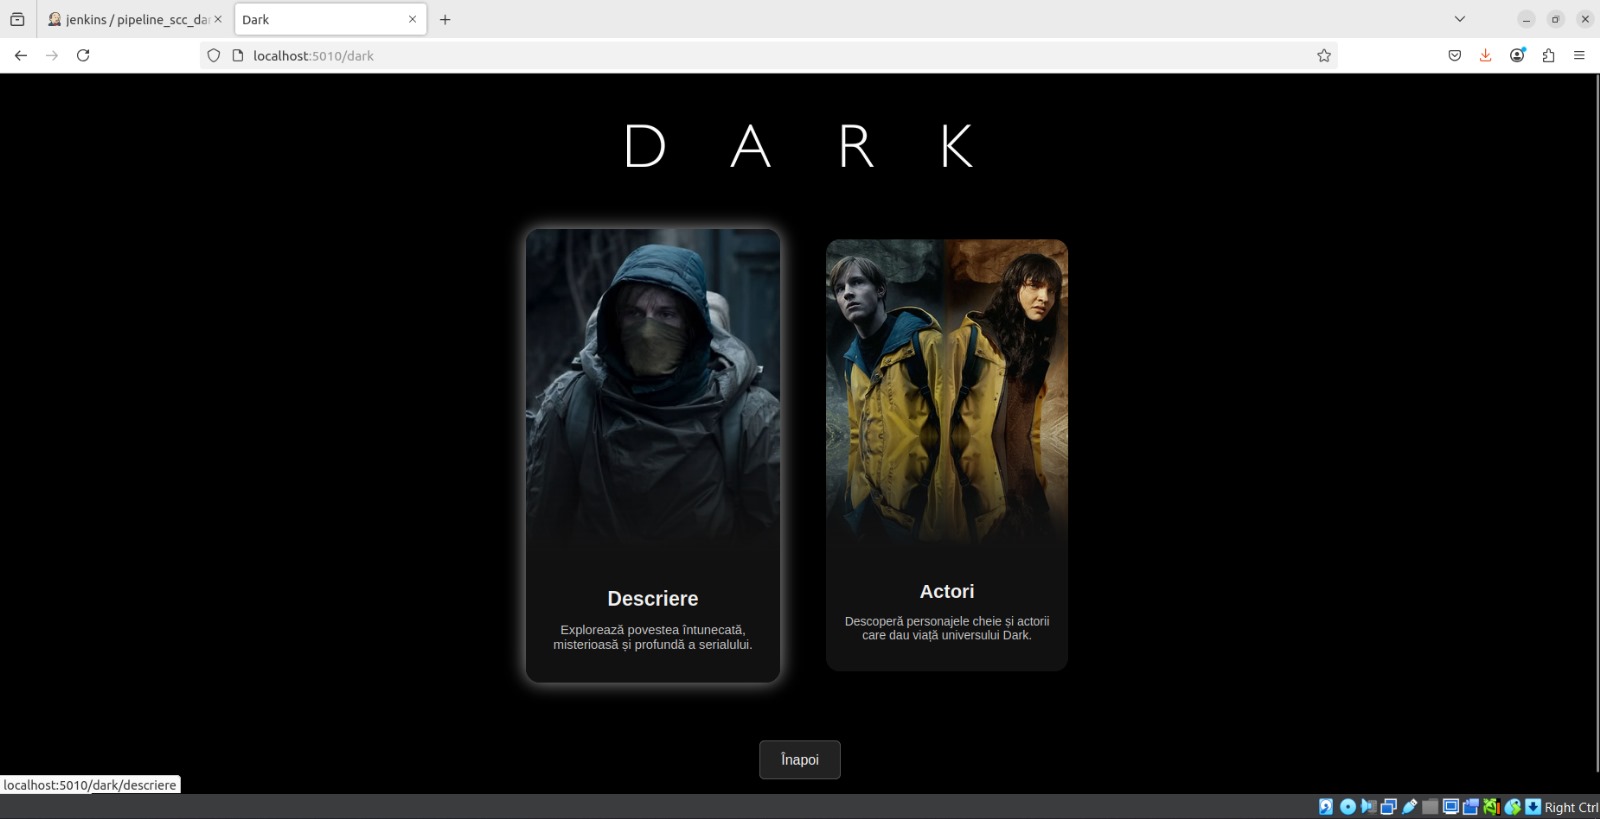 jenkins / pipeline_scc_da
Dark
localhost:5010/dark
D A R K
Descriere
Explorează povestea întunecată,
misterioasă și profundă a serialului.
Actori
Descoperă personajele cheie și actorii
care dau viață universului Dark.
Înapoi
localhost:5010/dark/descriere
Right Ctrl